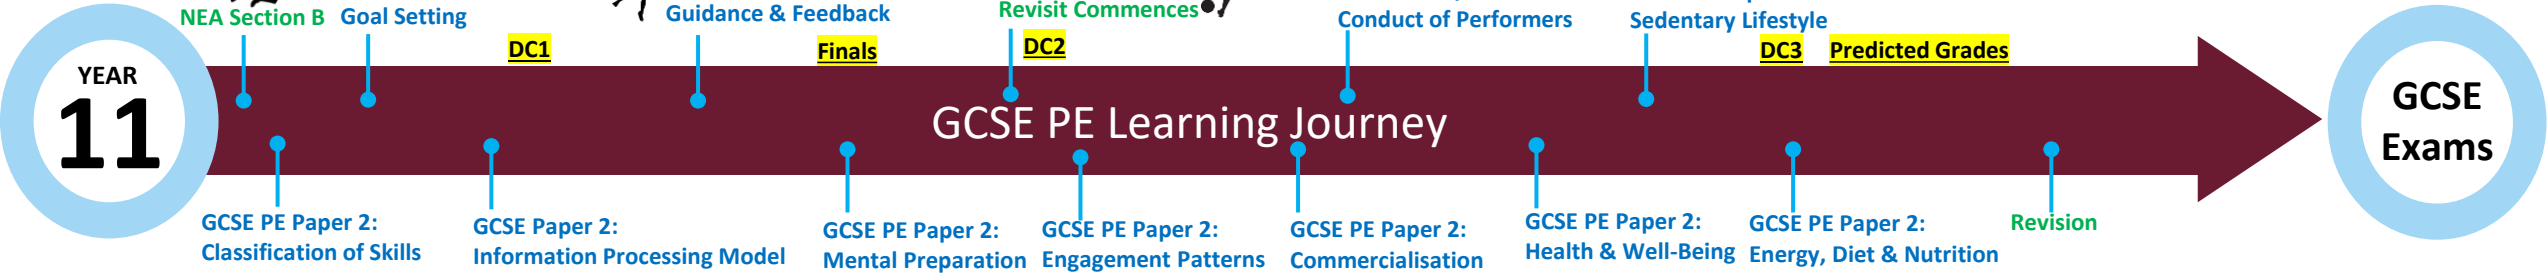 NEA Section B
Goal Setting
Guidance & Feedback
Revisit Commences
Conduct of Performers
Sedentary Lifestyle
DC1
Finals
DC2
DC3
Predicted Grades
YEAR
11
GCSE PE Learning Journey
GCSE
Exams
GCSE PE Paper 2:
Classification of Skills
GCSE Paper 2:
Information Processing Model
GCSE PE Paper 2:
Mental Preparation
GCSE PE Paper 2:
Engagement Patterns
GCSE PE Paper 2:
Commercialisation
GCSE PE Paper 2:
Health & Well-Being
GCSE PE Paper 2:
Energy, Diet & Nutrition
Revision